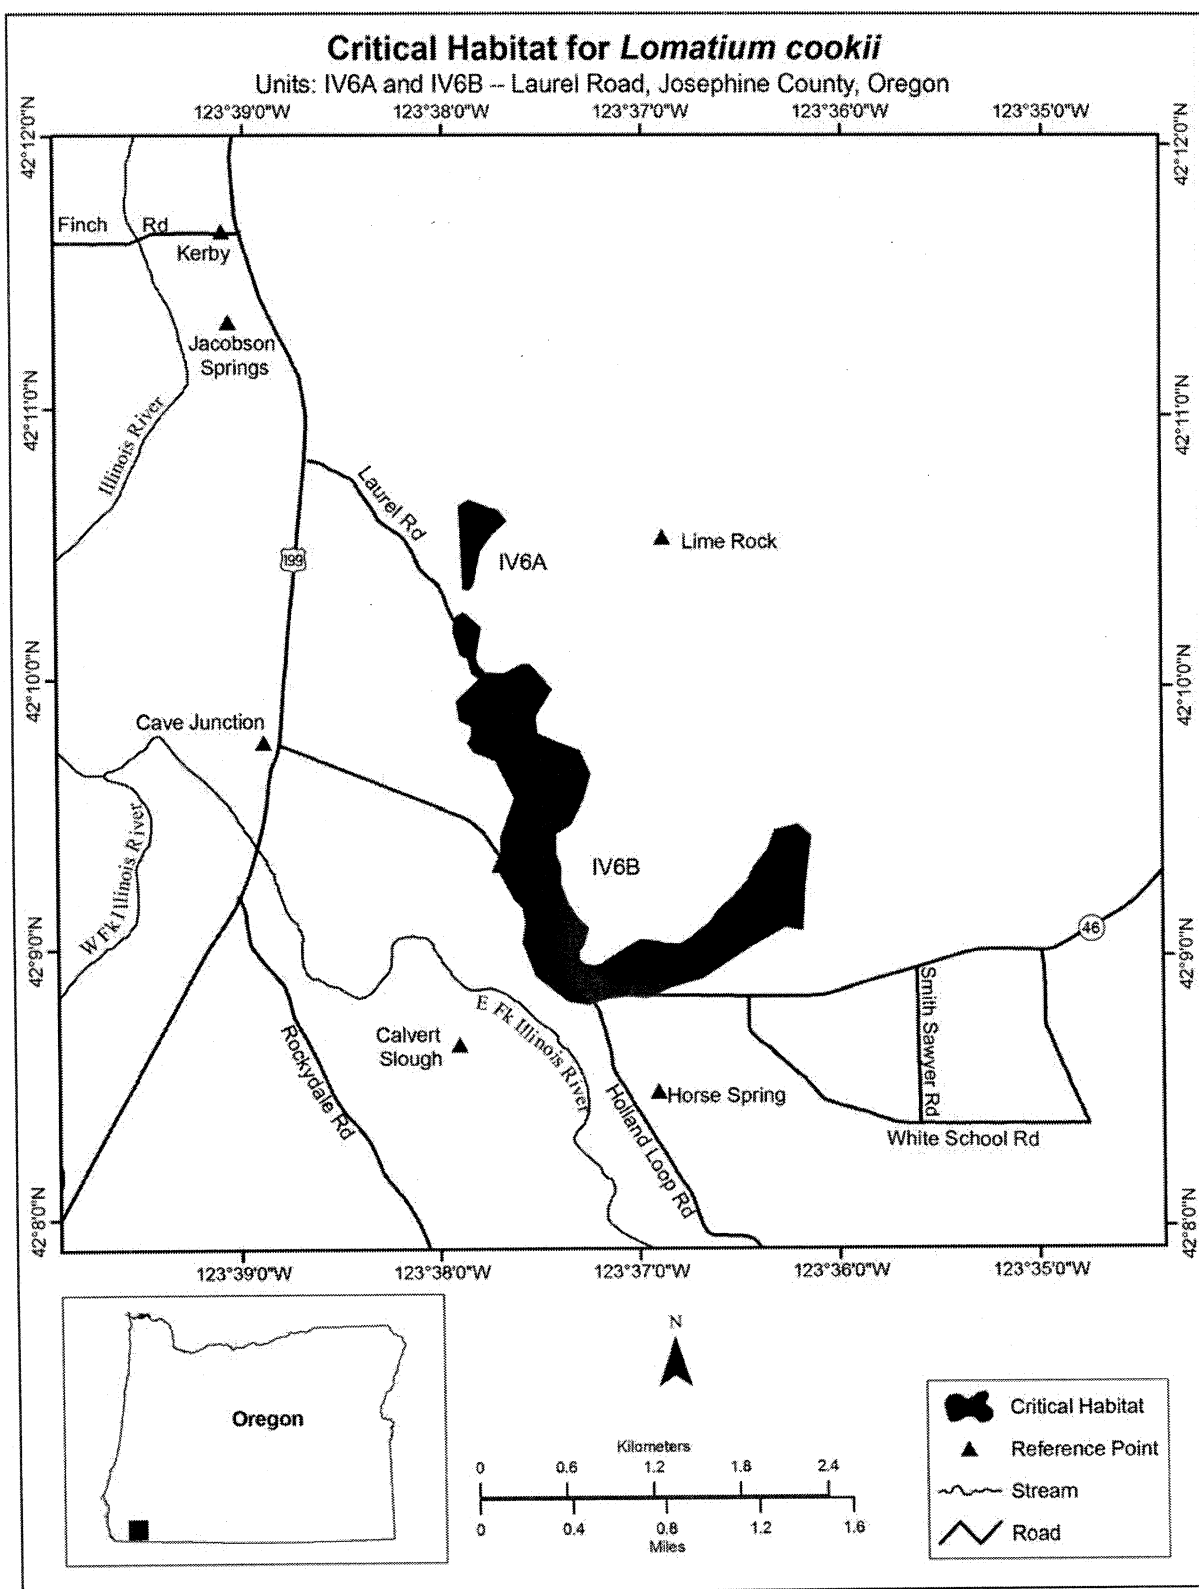 Critical Habitat for Lomatium cookii
Units: IV6A and IV6B -- Laurel Road, Josephine County, Oregon
123°39'0"W 123°38'0"W 123°37'0"W 123°36'0"W 123°35'0"W
42°12'0"N
42°12'0"N
Finch Rd
Kerby
Jacobson
Springs
42°11'0"N
42°11'0"N
Illinois River
Laurel Rd
199
IV6A
Lime Rock
42°10'0"N
42°10'0"N
Cave Junction
W Fk Illinois River
IV6B
46
42°9'0"N
42°9'0"N
Smith Sawyer Rd
E Fk Illinois River
Calvert
Slough
Rockydale Rd
Horse Spring
Holland Loop Rd
White School Rd
42°8'0"N
42°8'0"N
123°39'0"W 123°38'0"W 123°37'0"W 123°36'0"W 123°35'0"W
Oregon
N
Kilometers
0 0.6 1.2 1.8 2.4
0 0.4 0.8 1.2 1.6
Miles
Critical Habitat
Reference Point
Stream
Road